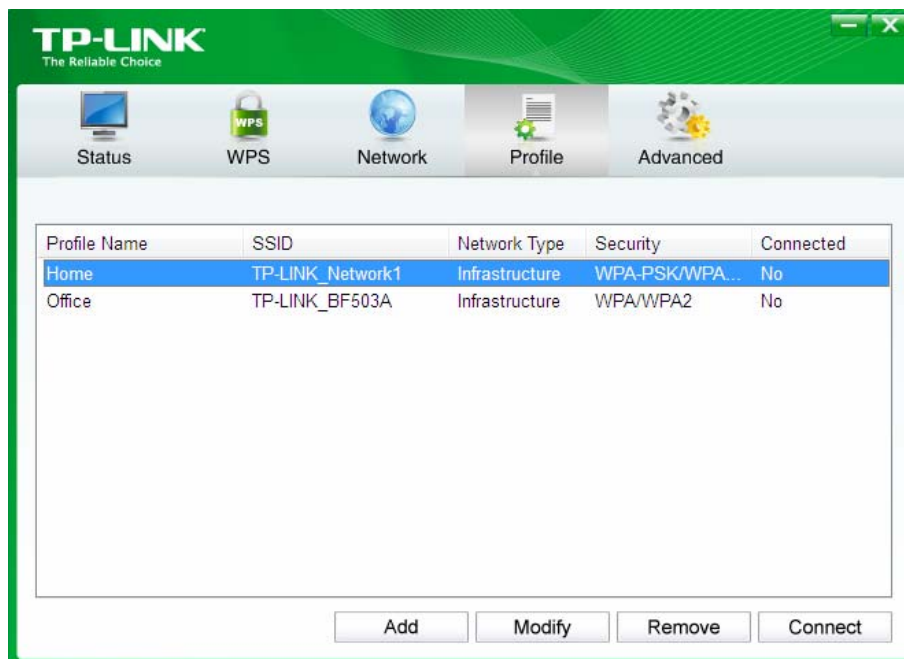 TP-LINK
The Reliable Choice
WPS
Status WPS Network Profile Advanced
Profile Name SSID Network Type Security Connected
Home TP-LINK_Network1 Infrastructure WPA-PSK/WPA... No
Office TP-LINK_BF503A Infrastructure WPA/WPA2 No
Add Modify Remove Connect